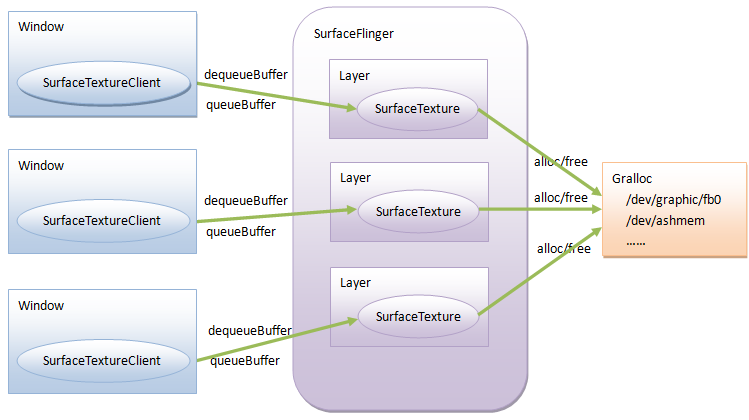 Window
SurfaceTextureClient
dequeueBuffer
queueBuffer
Window
SurfaceTextureClient
dequeueBuffer
queueBuffer
Window
SurfaceTextureClient
dequeueBuffer
queueBuffer
SurfaceFlinger
Layer
SurfaceTexture
Layer
SurfaceTexture
Layer
SurfaceTexture
alloc/free
alloc/free
alloc/free
Gralloc
/dev/graphic/fb0
/dev/ashmem
......